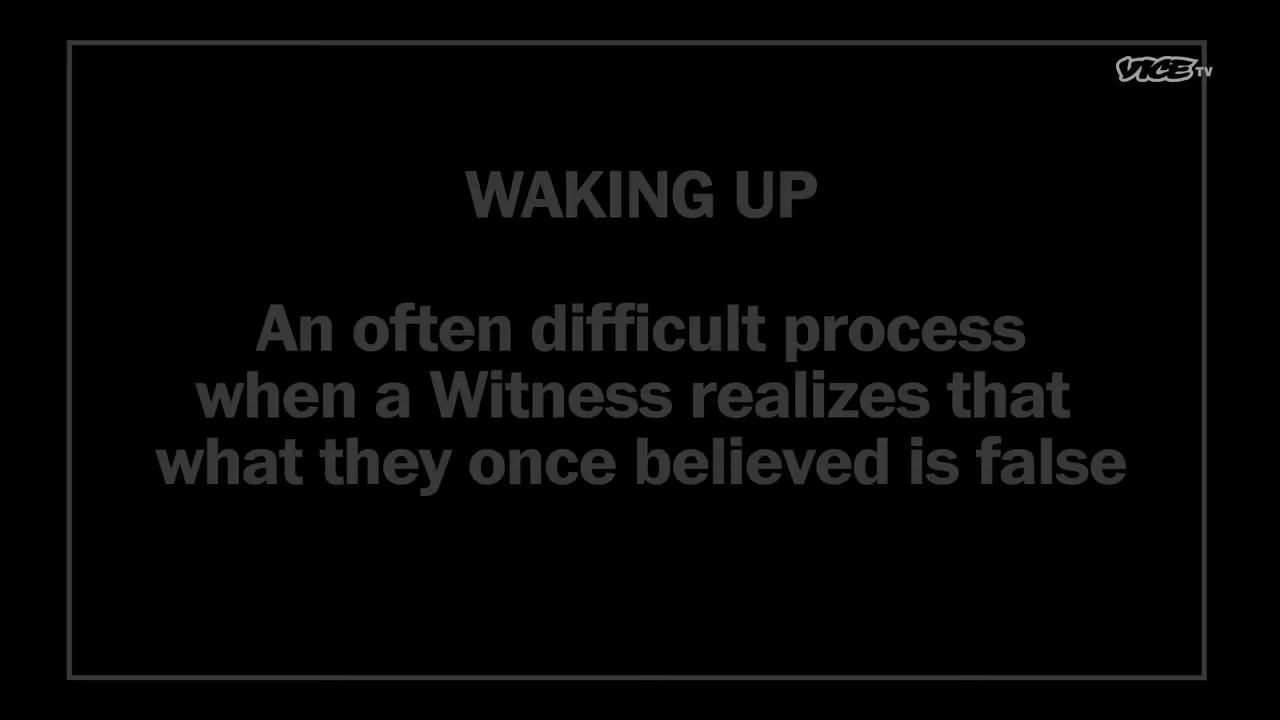 VICE TV
WAKING UP
An often difficult process
when a Witness realizes that
what they once believed is false